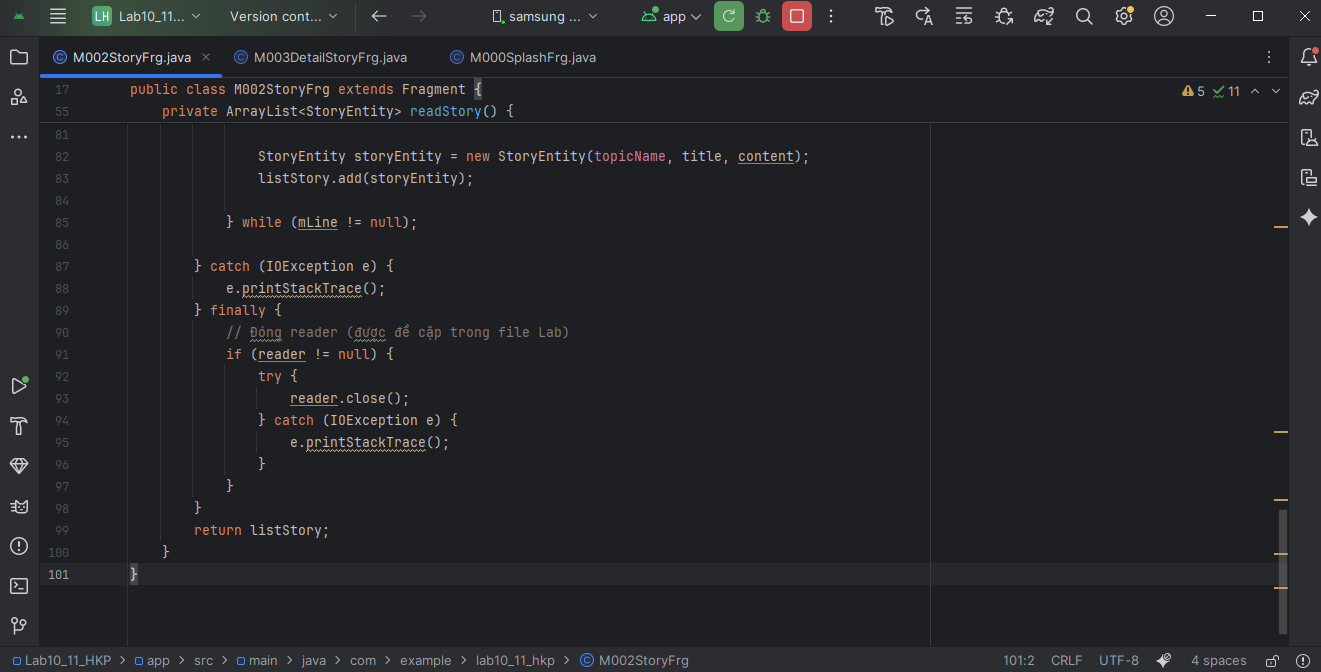 LH Lab10_11... Version cont... samsung ... app
M002StoryFrg.java M003DetailStoryFrg.java M000SplashFrg.java
17 public class M002StoryFrg extends Fragment { 5 11
55 private ArrayList<StoryEntity> readStory() {
81
82 StoryEntity storyEntity = new StoryEntity(topicName, title, content);
83 listStory.add(storyEntity);
84
85 } while (mLine != null);
86
87 } catch (IOException e) {
88 e.printStackTrace();
89 } finally {
90 // Đóng reader (được đề cập trong file Lab)
91 if (reader != null) {
92 try {
93 reader.close();
94 } catch (IOException e) {
95 e.printStackTrace();
96 }
97 }
98 }
99 return listStory;
100 }
101 }
Lab10_11_HKP > app > src > main > java > com > example > lab10_11_hkp > M002StoryFrg 101:2 CRLF UTF-8 4 spaces